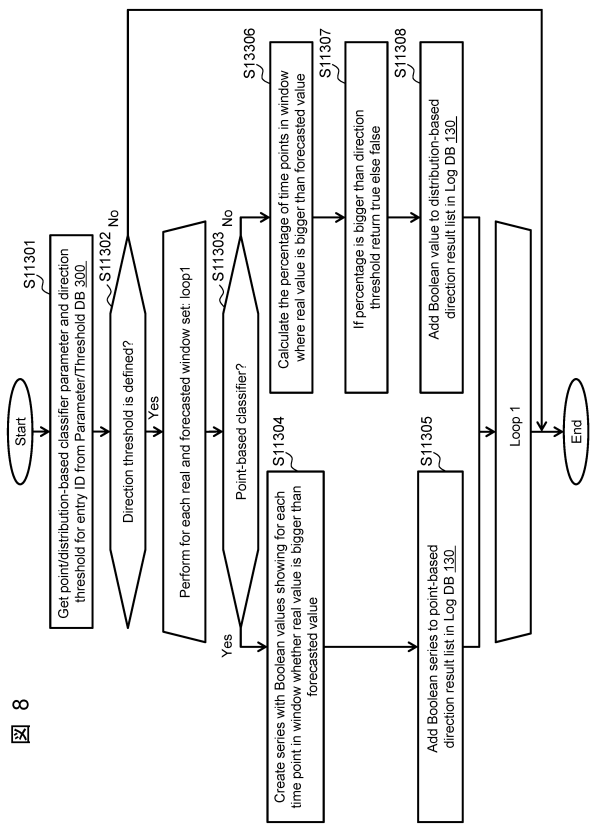 図 8
Start
S11301
Get point/distribution-based classifier parameter and direction
threshold for entry ID from Parameter/Threshold DB 300
S11302
Direction threshold is defined?
No
Yes
Perform for each real and forecasted window set: loop1
S11303
Point-based classifier?
Yes
No
S11304
Create series with Boolean values showing for each
time point in window whether real value is bigger than
forecasted value
S11305
Add Boolean series to point-based
direction result list in Log DB 130
S13306
Calculate the percentage of time points in window
where real value is bigger than forecasted value
S11307
If percentage is bigger than direction
threshold return true else false
S11308
Add Boolean value to distribution-based
direction result list in Log DB 130
Loop 1
End